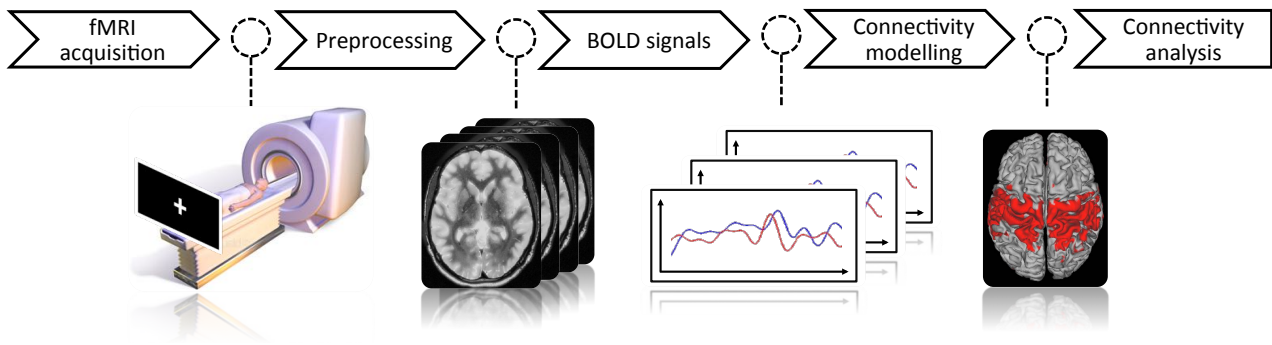 fMRI
acquisition
Preprocessing
BOLD signals
Connectivity
modelling
Connectivity
analysis